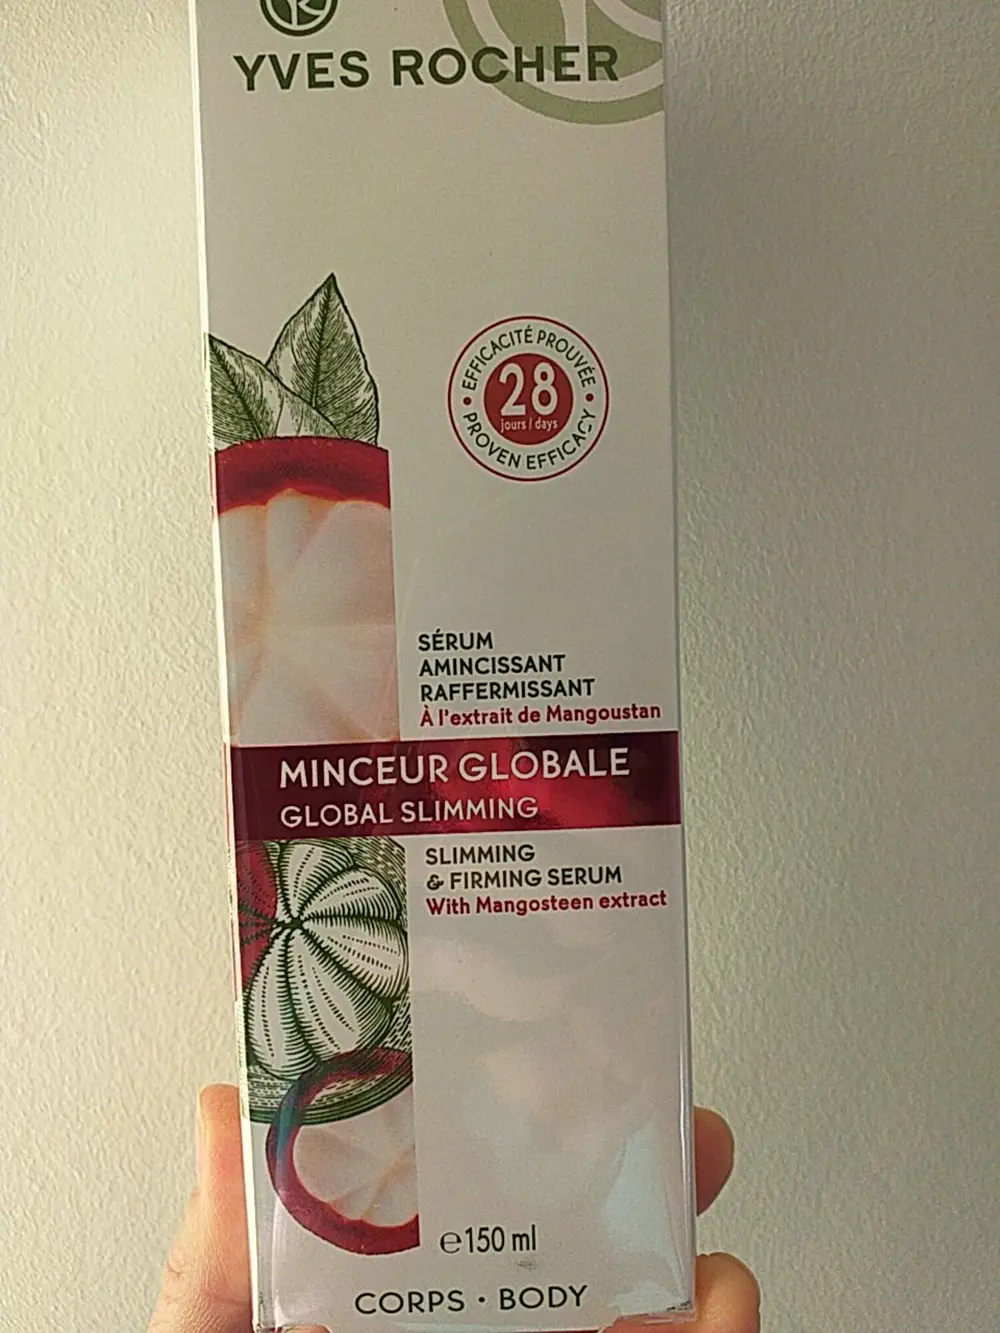 YVES ROCHER
EFFICACITÉ PROUVÉE
28
jours / days
PROVEN EFFICACY
SÉRUM
AMINCISSANT
RAFFERMISSANT
À l'extrait de Mangoustan
MINCEUR GLOBALE
GLOBAL SLIMMING
SLIMMING
& FIRMING SERUM
With Mangosteen extract
℮150 ml
CORPS · BODY